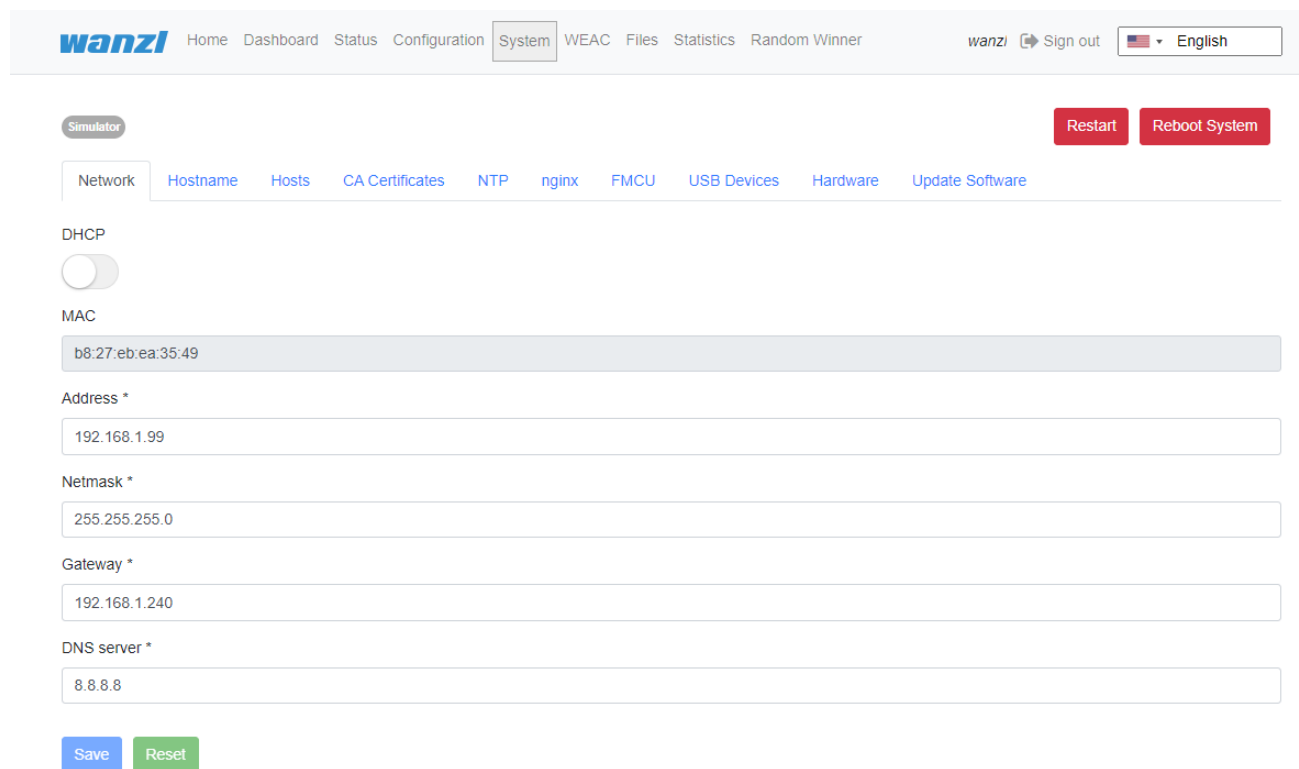 wanzl Home Dashboard Status Configuration System WEAC Files Statistics Random Winner wanzl Sign out English
Simulator Restart Reboot System
Network Hostname Hosts CA Certificates NTP nginx FMCU USB Devices Hardware Update Software
DHCP
MAC
b8:27:eb:ea:35:49
Address *
192.168.1.99
Netmask *
255.255.255.0
Gateway *
192.168.1.240
DNS server *
8.8.8.8
Save Reset